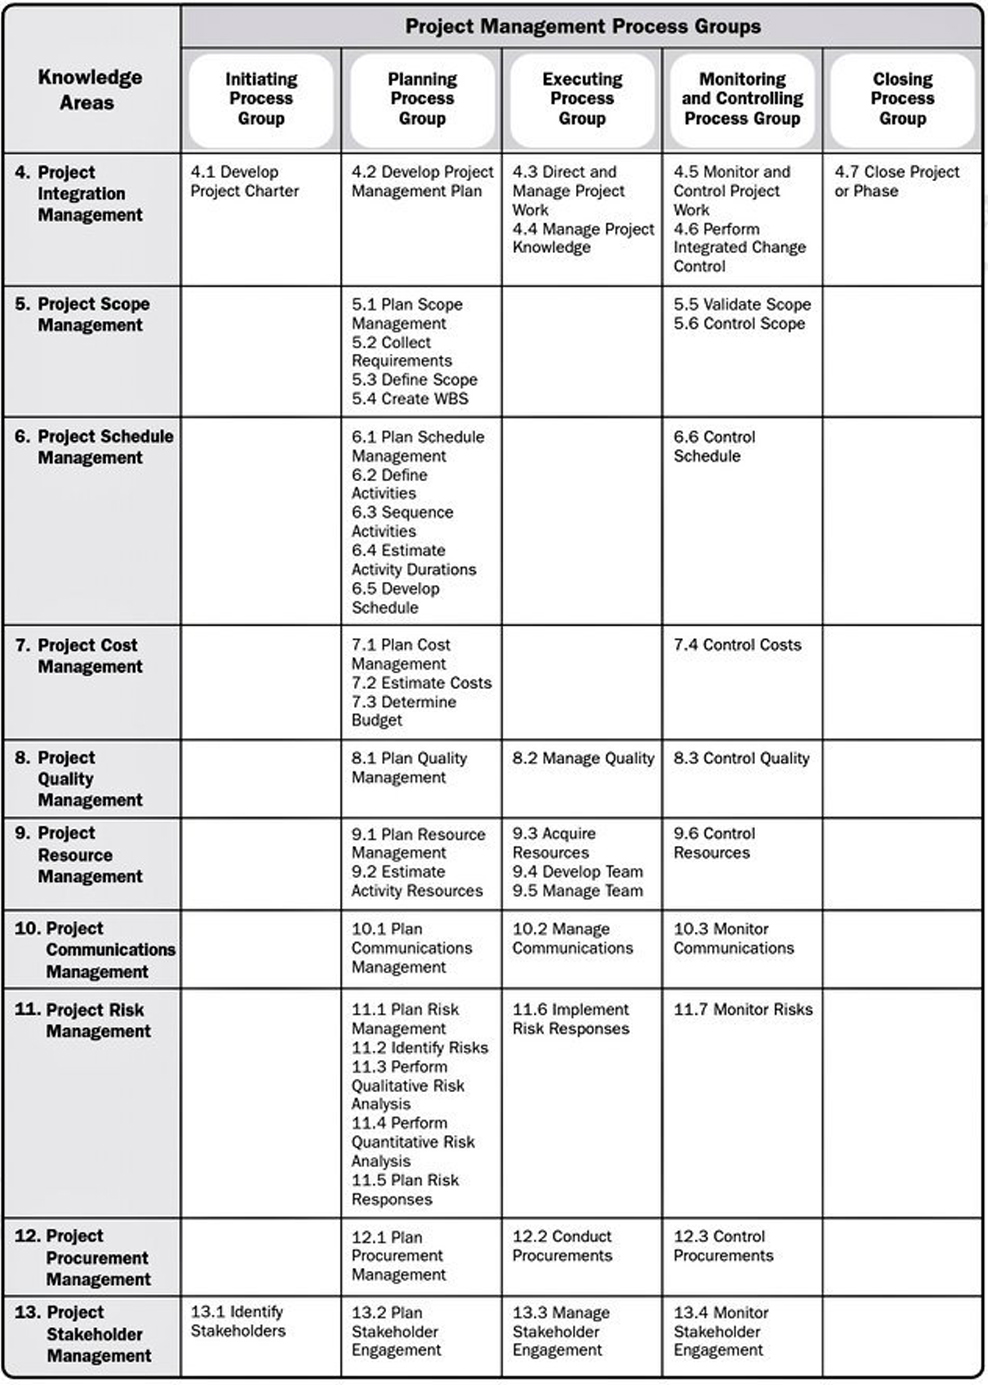 Project Management Process Groups
Knowledge
Areas
Initiating
Process
Group
Planning
Process
Group
Executing
Process
Group
Monitoring
and Controlling
Process Group
Closing
Process
Group
4. Project
Integration
Management
4.1 Develop
Project Charter
4.2 Develop Project
Management Plan
4.3 Direct and
Manage Project
Work
4.4 Manage Project
Knowledge
4.5 Monitor and
Control Project
Work
4.6 Perform
Integrated Change
Control
4.7 Close Project
or Phase
5. Project Scope
Management
5.1 Plan Scope
Management
5.2 Collect
Requirements
5.3 Define Scope
5.4 Create WBS
5.5 Validate Scope
5.6 Control Scope
6. Project Schedule
Management
6.1 Plan Schedule
Management
6.2 Define
Activities
6.3 Sequence
Activities
6.4 Estimate
Activity Durations
6.5 Develop
Schedule
6.6 Control
Schedule
7. Project Cost
Management
7.1 Plan Cost
Management
7.2 Estimate Costs
7.3 Determine
Budget
7.4 Control Costs
8. Project
Quality
Management
8.1 Plan Quality
Management
8.2 Manage Quality
8.3 Control Quality
9. Project
Resource
Management
9.1 Plan Resource
Management
9.2 Estimate
Activity Resources
9.3 Acquire
Resources
9.4 Develop Team
9.5 Manage Team
9.6 Control
Resources
10. Project
Communications
Management
10.1 Plan
Communications
Management
10.2 Manage
Communications
10.3 Monitor
Communications
11. Project Risk
Management
11.1 Plan Risk
Management
11.2 Identify Risks
11.3 Perform
Qualitative Risk
Analysis
11.4 Perform
Quantitative Risk
Analysis
11.5 Plan Risk
Responses
11.6 Implement
Risk Responses
11.7 Monitor Risks
12. Project
Procurement
Management
12.1 Plan
Procurement
Management
12.2 Conduct
Procurements
12.3 Control
Procurements
13. Project
Stakeholder
Management
13.1 Identify
Stakeholders
13.2 Plan
Stakeholder
Engagement
13.3 Manage
Stakeholder
Engagement
13.4 Monitor
Stakeholder
Engagement